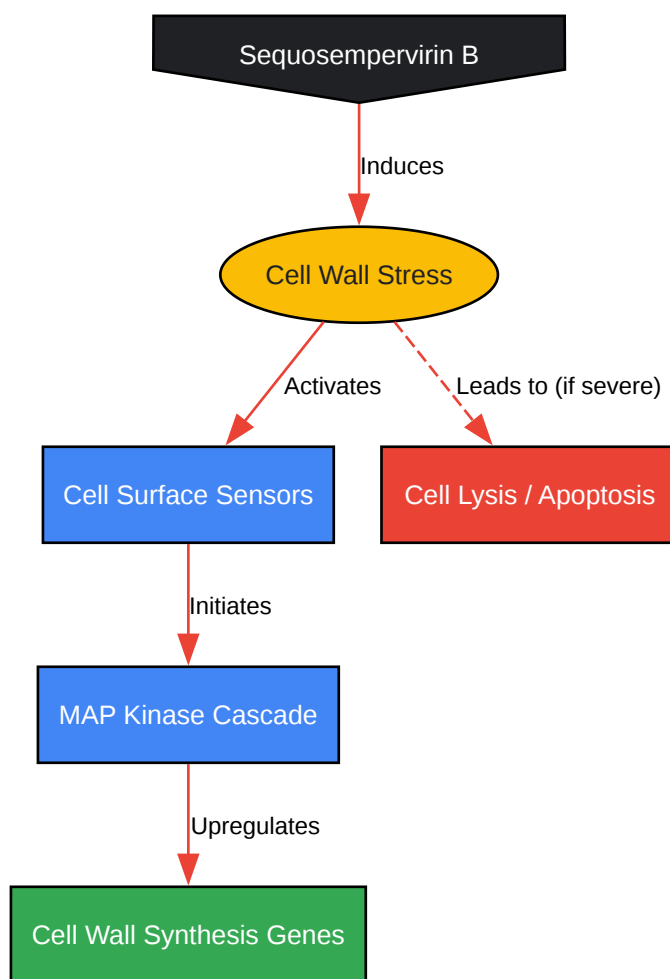 Sequosempervirin B
Induces
Cell Wall Stress
Activates
Leads to (if severe)
Cell Surface Sensors
Cell Lysis / Apoptosis
Initiates
MAP Kinase Cascade
Upregulates
Cell Wall Synthesis Genes